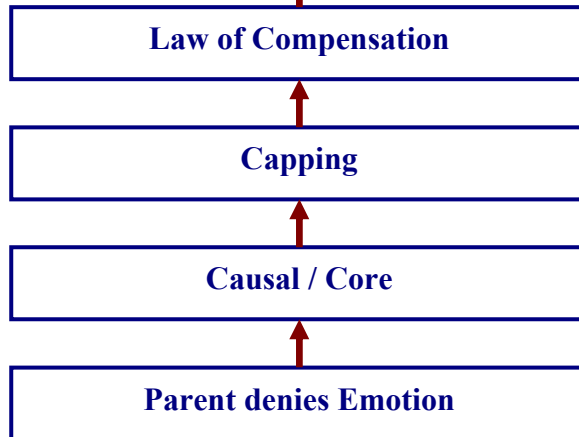 Law of Compensation
Capping
Causal / Core
Parent denies Emotion